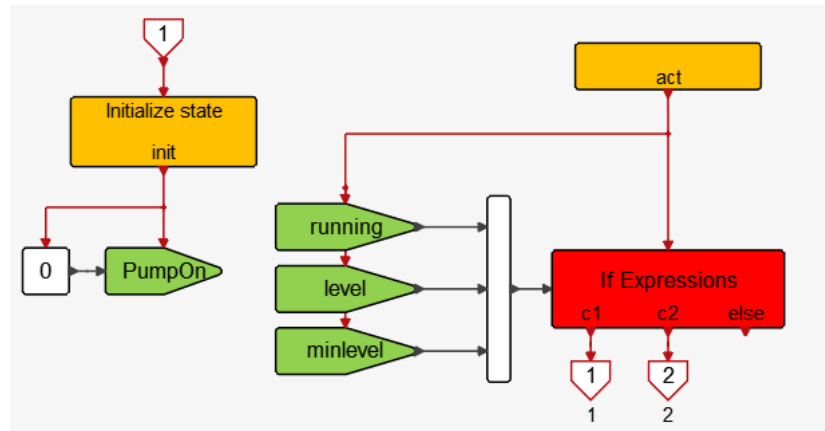 1
Initialize state
init
0
PumpOn
act
running
level
minlevel
If Expressions
c1 c2 else
1 2
1 2